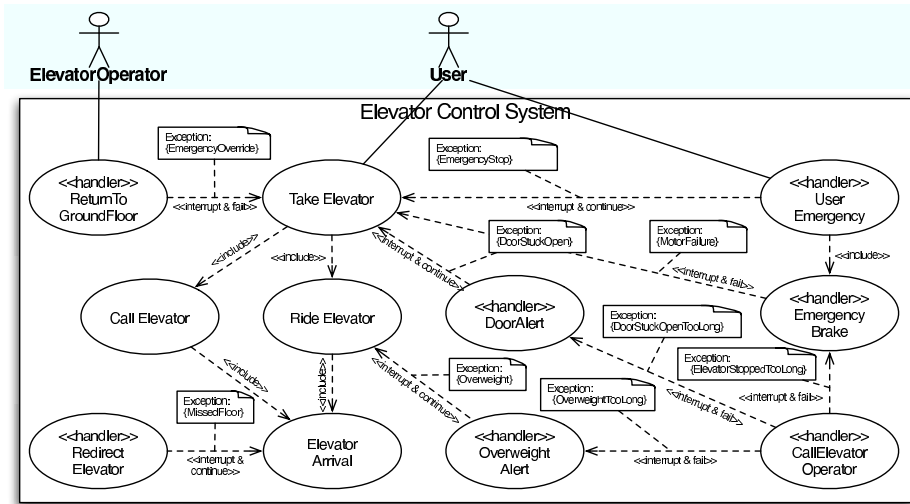 ElevatorOperator
User
Elevator Control System
Exception:
{EmergencyOverride}
Exception:
{EmergencyStop}
<<handler>>
ReturnTo
GroundFloor
<<interrupt & fail>>
Take Elevator
<<interrupt & continue>>
<<handler>>
User
Emergency
Exception:
{DoorStuckOpen}
Exception:
{MotorFailure}
<<include>>
<<include>>
<<interrupt & continue>>
<<interrupt & fail>>
<<include>>
Call Elevator
Ride Elevator
<<handler>>
DoorAlert
<<handler>>
Emergency
Brake
Exception:
{DoorStuckOpenTooLong}
<<include>>
<<include>>
<<interrupt & continue>>
Exception:
{Overweight}
Exception:
{ElevatorStoppedTooLong}
Exception:
{MissedFloor}
Exception:
{OverweightTooLong}
<<interrupt & fail>>
<<interrupt & fail>>
<<handler>>
Redirect
Elevator
<<interrupt &
continue>>
Elevator
Arrival
<<handler>>
Overweight
Alert
<<interrupt & fail>>
<<handler>>
CallElevator
Operator